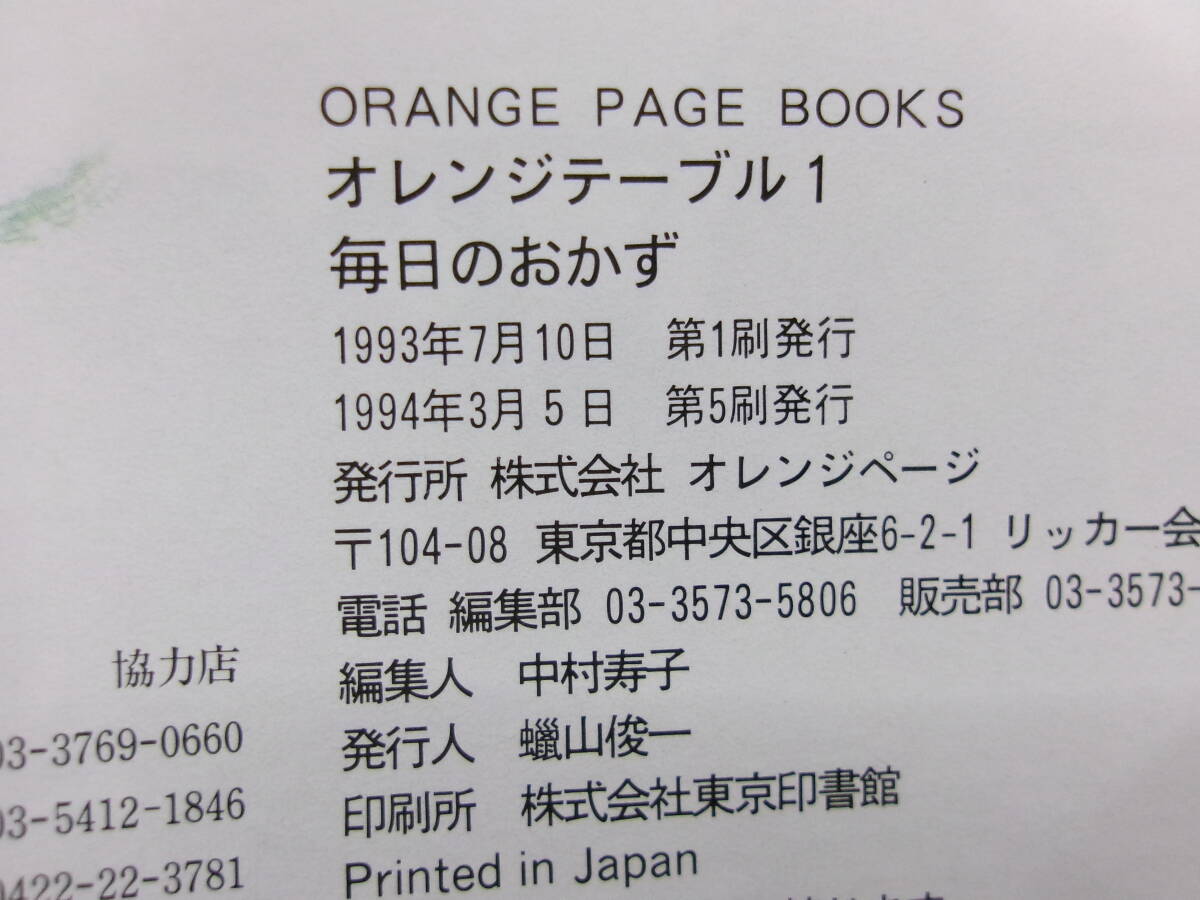 ORANGE PAGE BOOKS
オレンジテーブル1
毎日のおかず
1993年7月10日 第1刷発行
1994年3月5日 第5刷発行
発行所 株式会社 オレンジページ
〒104-08 東京都中央区銀座6-2-1 リッカー会
電話 編集部 03-3573-5806 販売部 03-3573-
編集人 中村寿子
発行人 蠟山俊一
印刷所 株式会社東京印書館
Printed in Japan
協力店
03-3769-0660
03-5412-1846
0422-22-3781